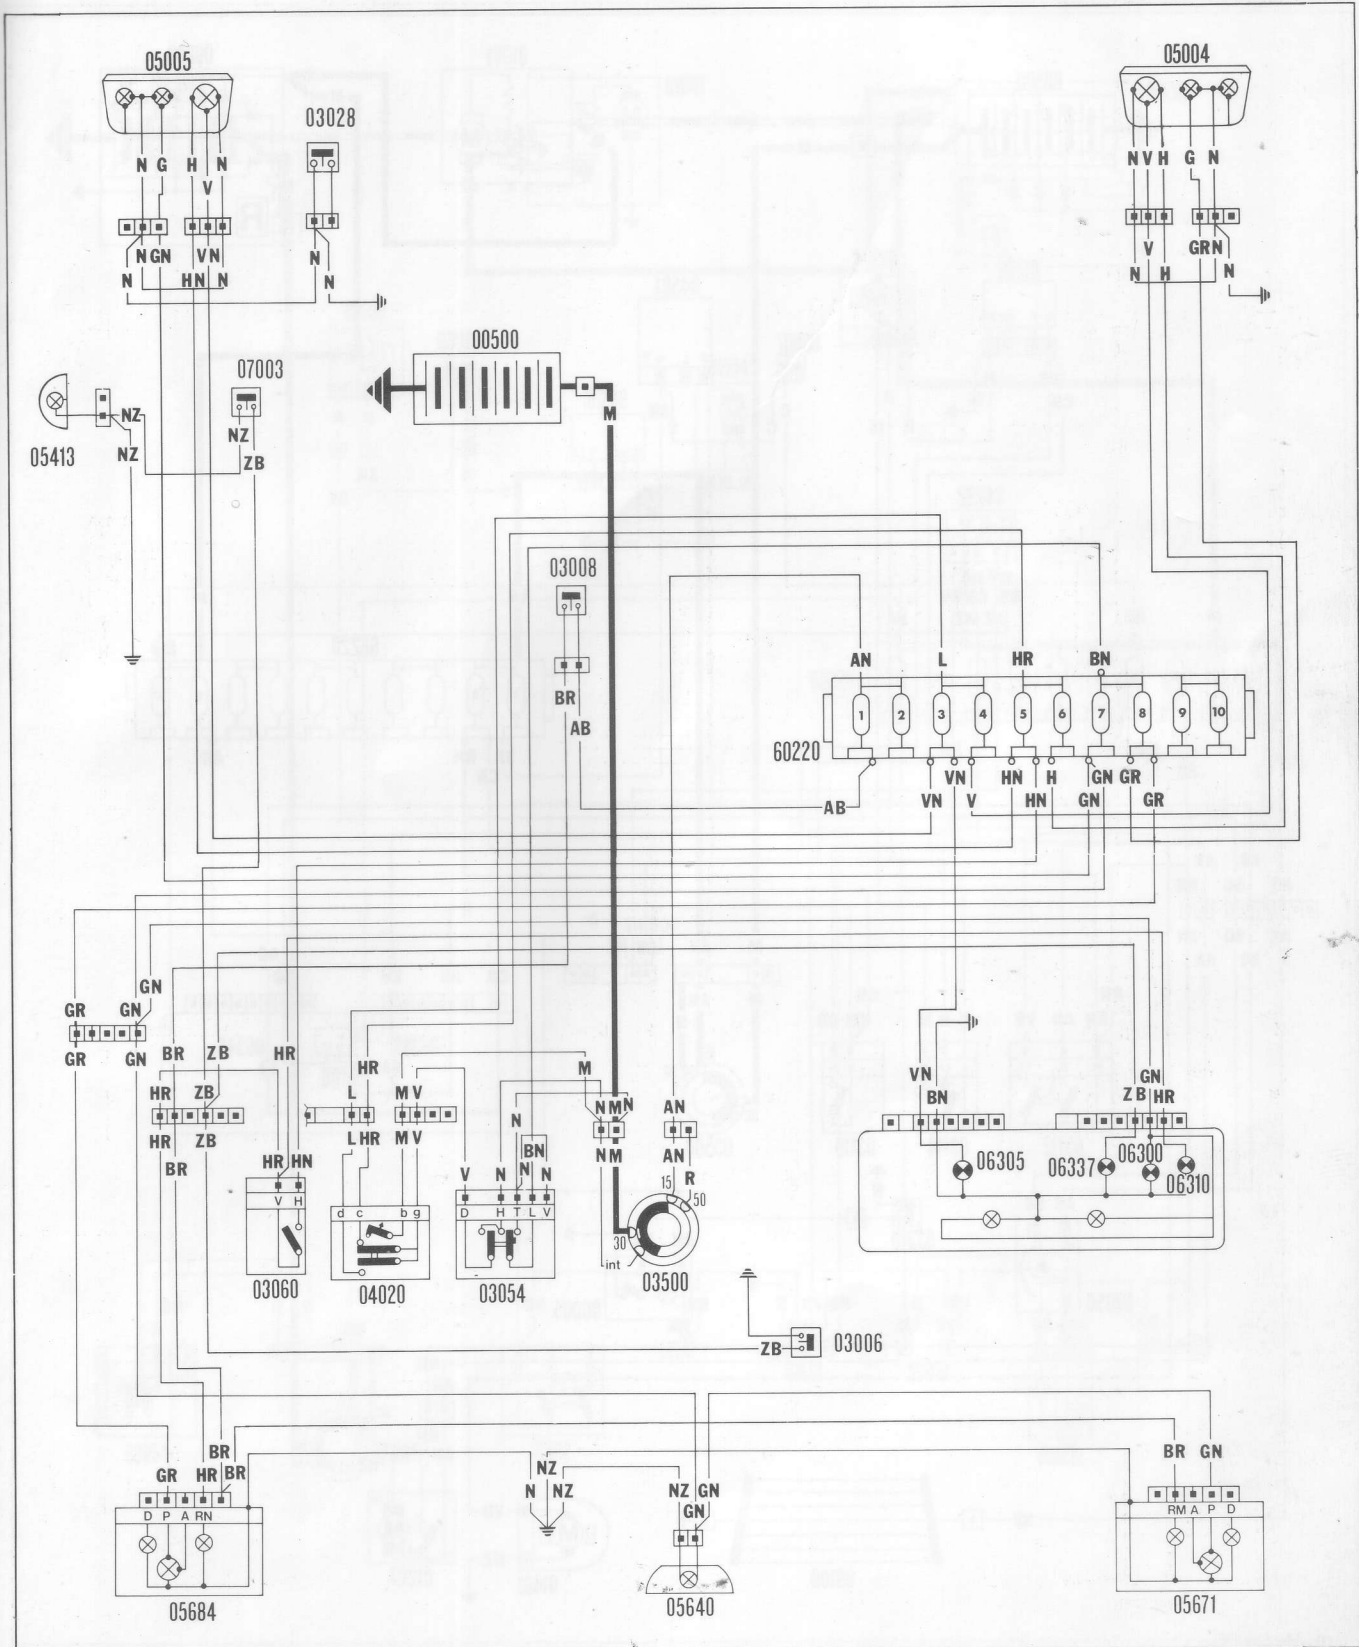 05005
05004
03028
N G H N
V
N V H G N
N GN V N
N HN N
N
N
V GR N
N H N
00500
07003
M
NZ
NZ
NZ
ZB
05413
03008
BR
AB
AN L HR BN
1 2 3 4 5 6 7 8 9 10
60220
VN HN H GN GR
AB VN V HN GN GR
GN
GR GN
GR GN BR ZB HR
HR ZB
HR ZB
BR
HR
L M V
L HR M V
M
N M N
N M
AN
AN
R
N
BN
N
HR HN
V N N
V H
d c b g
D H T L V
15
50
30
int
03060
04020
03054
03500
VN
BN
GN
ZB HR
06305
06337
06300
06310
ZB
03006
BR
GR HR BR
NZ
N NZ
NZ GN
GN
BR GN
D P A RN
RM A P D
05684
05640
05671